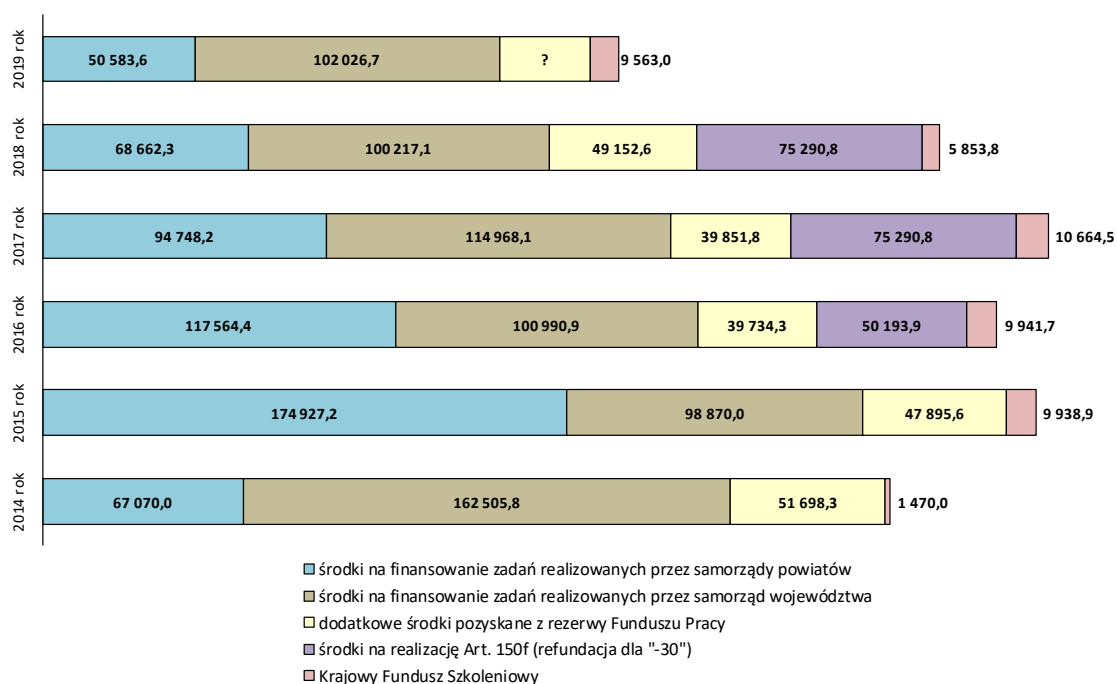 2019 rok
50 583,6
102 026,7
?
9 563,0
2018 rok
68 662,3
100 217,1
49 152,6
75 290,8
5 853,8
2017 rok
94 748,2
114 968,1
39 851,8
75 290,8
10 664,5
2016 rok
117 564,4
100 990,9
39 734,3
50 193,9
9 941,7
2015 rok
174 927,2
98 870,0
47 895,6
9 938,9
2014 rok
67 070,0
162 505,8
51 698,3
1 470,0
środki na finansowanie zadań realizowanych przez samorządy powiatów
środki na finansowanie zadań realizowanych przez samorząd województwa
dodatkowe środki pozyskane z rezerwy Funduszu Pracy
środki na realizację Art. 150f (refundacja dla "-30")
Krajowy Fundusz Szkoleniowy